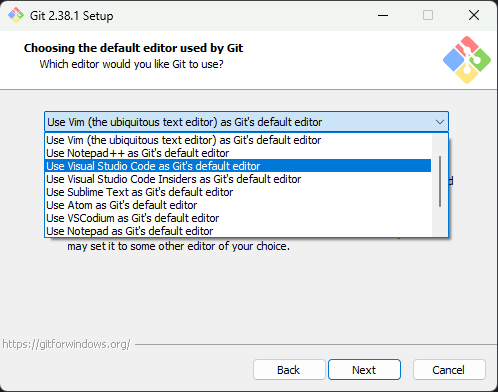 Git 2.38.1 Setup
Choosing the default editor used by Git
Which editor would you like Git to use?
Use Vim (the ubiquitous text editor) as Git's default editor
Use Vim (the ubiquitous text editor) as Git's default editor
Use Notepad++ as Git's default editor
Use Visual Studio Code as Git's default editor
Use Visual Studio Code Insiders as Git's default editor
Use Sublime Text as Git's default editor
Use Atom as Git's default editor
Use VSCodium as Git's default editor
Use Notepad as Git's default editor
may set it to some other editor of your choice.
https://gitforwindows.org/
Back
Next
Cancel